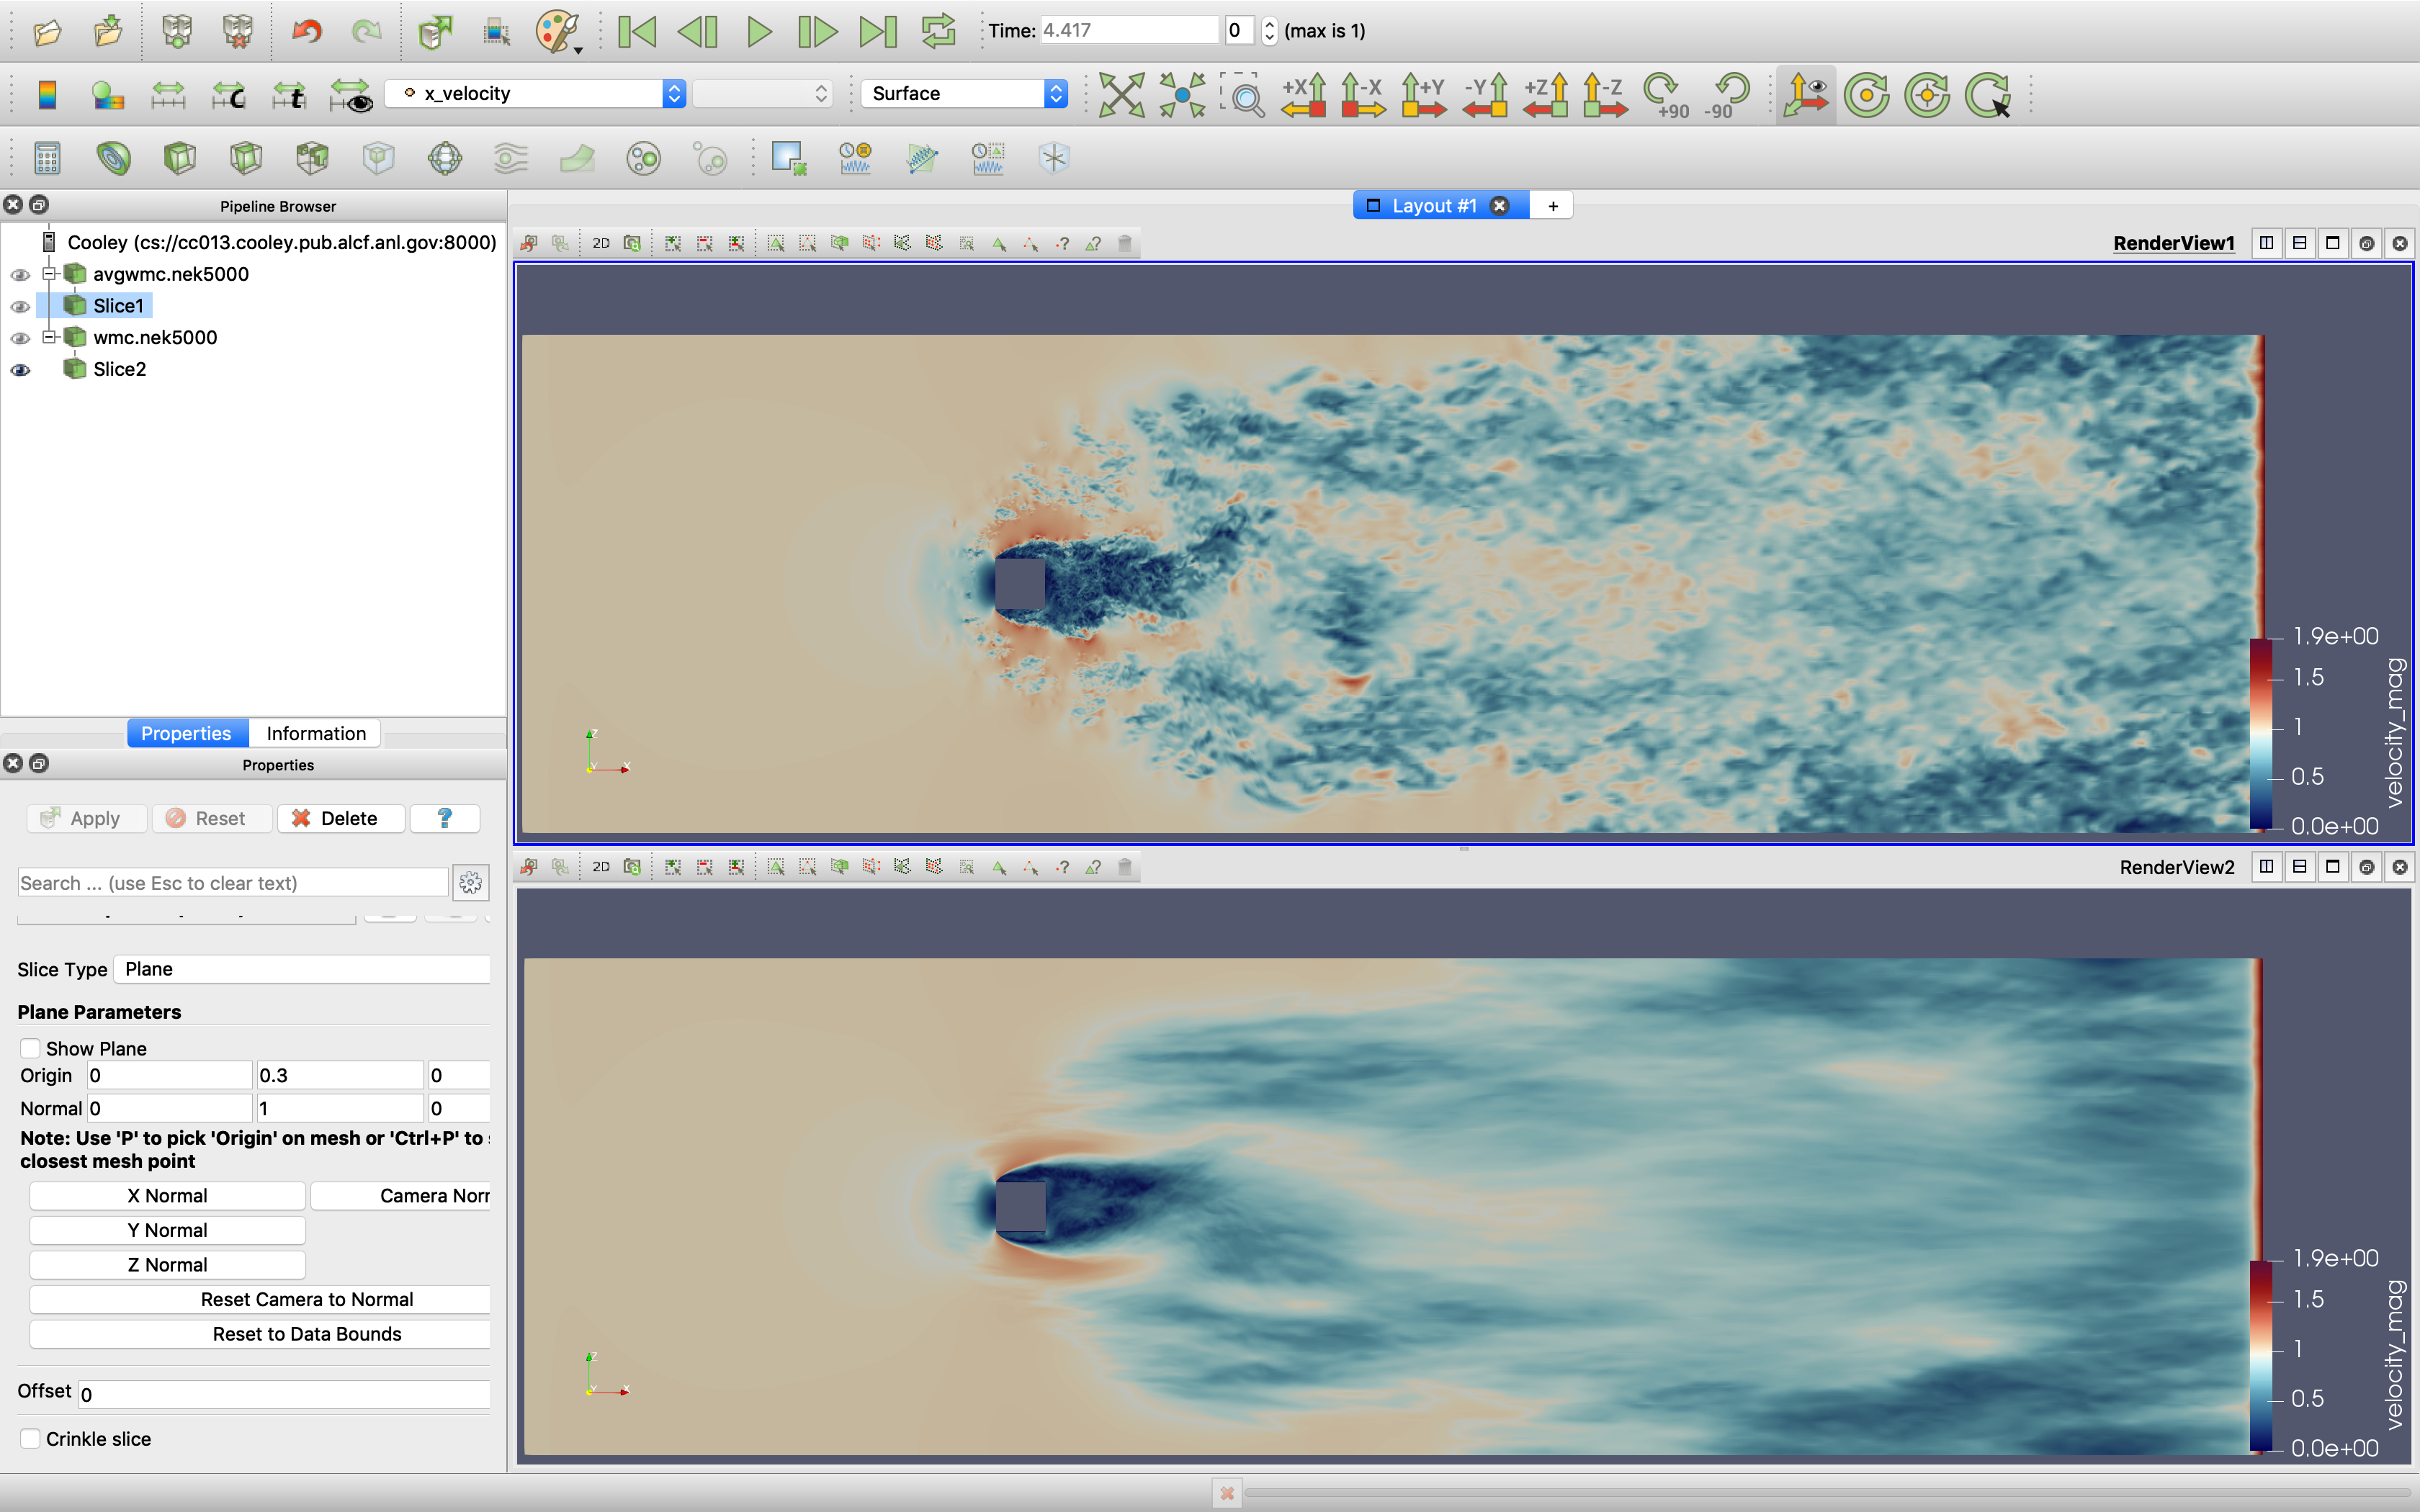 Time: 4.417 0 (max is 1)
x_velocity
Surface
+X -X +Y -Y +Z -Z +90 -90
C t
Pipeline Browser
Layout #1 +
Cooley (cs://cc013.cooley.pub.alcf.anl.gov:8000)
avgwmc.nek5000
Slice1
wmc.nek5000
Slice2
2D
RenderView1
1.9e+00
1.5
1
0.5
0.0e+00
velocity_mag
Z
Y X
Properties Information
Properties
Apply Reset Delete ?
Search ... (use Esc to clear text)
Slice Type Plane
Plane Parameters
Show Plane
Origin 0 0.3 0
Normal 0 1 0
Note: Use 'P' to pick 'Origin' on mesh or 'Ctrl+P' to
closest mesh point
X Normal Camera Nor
Y Normal
Z Normal
Reset Camera to Normal
Reset to Data Bounds
Offset 0
Crinkle slice
2D
RenderView2
1.9e+00
1.5
1
0.5
0.0e+00
velocity_mag
Z
Y X